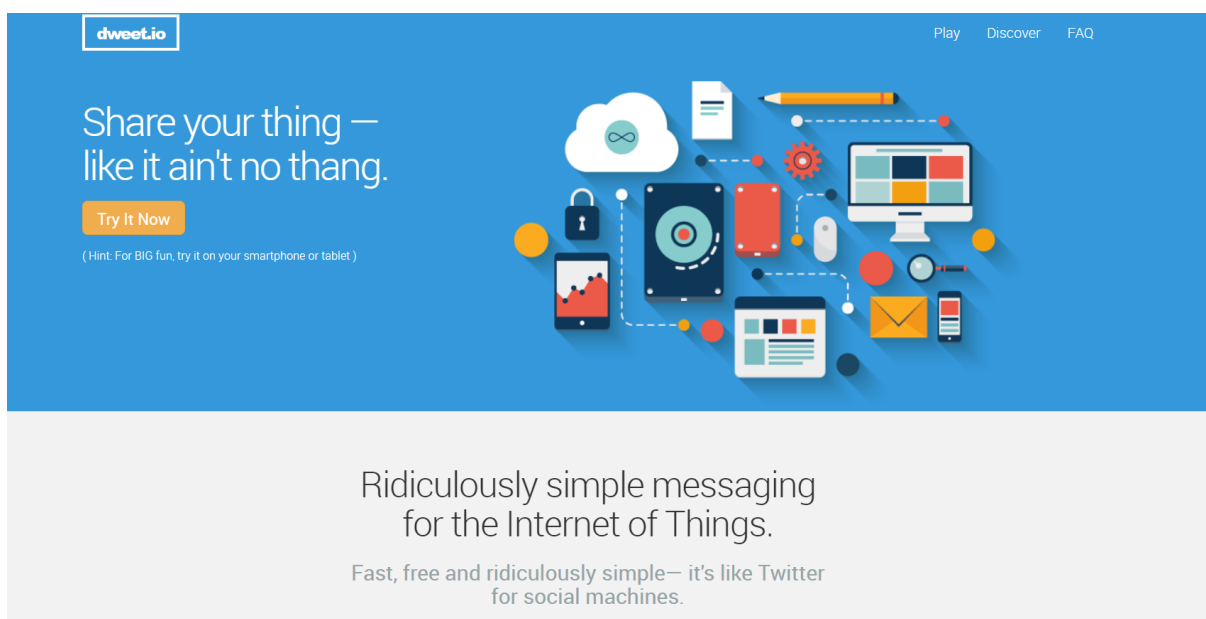 dweet.io
Play Discover FAQ
Share your thing —
like it ain't no thang.
Try It Now
( Hint: For BIG fun, try it on your smartphone or tablet )
Ridiculously simple messaging
for the Internet of Things.
Fast, free and ridiculously simple— it's like Twitter
for social machines.